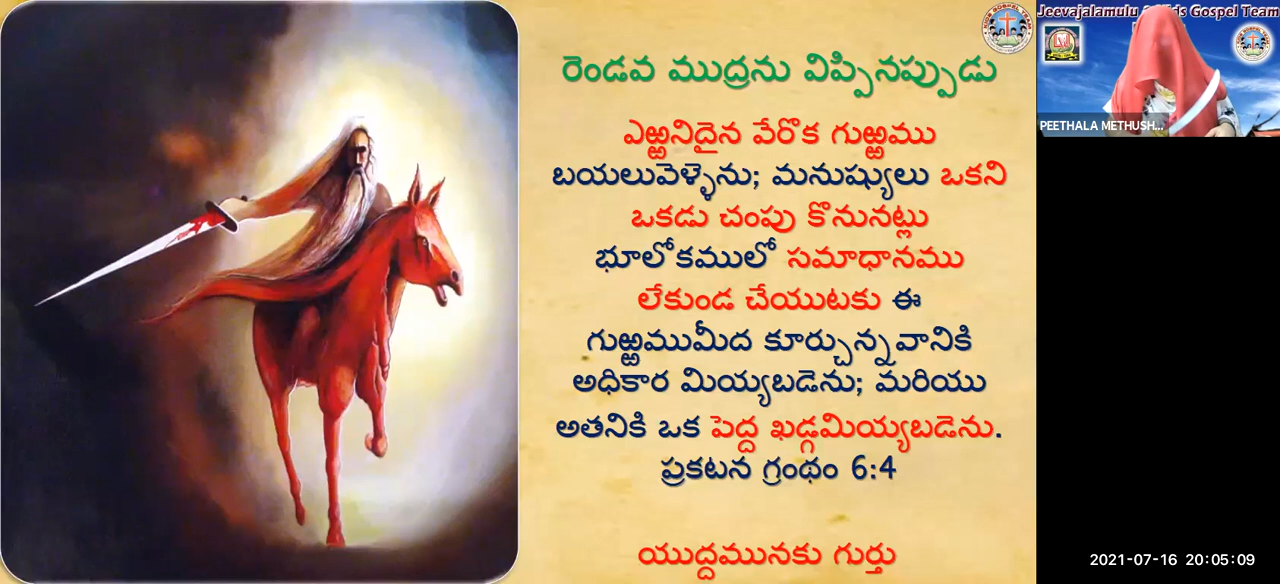 రెండవ ముద్రను విప్పినప్పుడు
ఎఱ్ఱనిదైన వేరొక గుఱ్ఱము
బయలువెళ్ళెను; మనుష్యులు ఒకని
ఒకడు చంపు కొనునట్లు
భూలోకములో సమాధానము
లేకుండ చేయుటకు ఈ
గుఱ్ఱముమీద కూర్చున్నవానికి
అధికార మియ్యబడెను; మరియు
అతనికి ఒక పెద్ద ఖడ్గమియ్యబడెను.
ప్రకటన గ్రంథం 6:4
యుద్దమునకు గుర్తు
Jeevajalamulu Kids Gospel Team
PEETHALA METHUSH...
2021-07-16 20:05:09